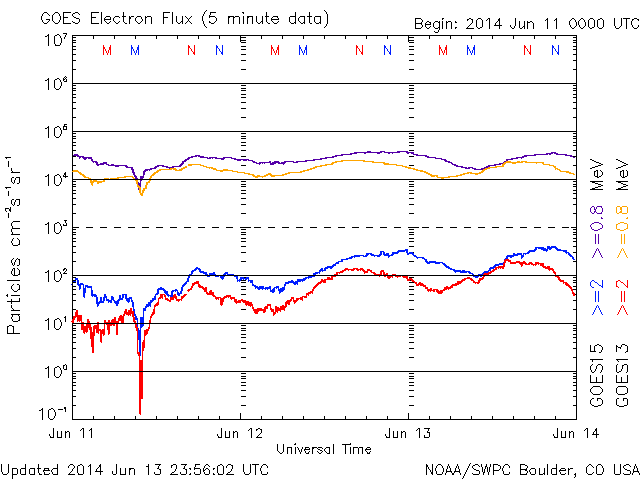 GOES Electron Flux (5 minute data)
Begin: 2014 Jun 11 0000 UTC
M M N N M M N N M M N N
10⁷
10⁶
10⁵
10⁴
10³
10²
10¹
10⁰
10⁻¹
Particles cm⁻²s⁻¹sr⁻¹
Jun 11 Jun 12 Jun 13 Jun 14
Universal Time
GOES15 >=2 >=0.8 MeV
GOES13 >=2 >=0.8 MeV
Updated 2014 Jun 13 23:56:02 UTC
NOAA/SWPC Boulder, CO USA